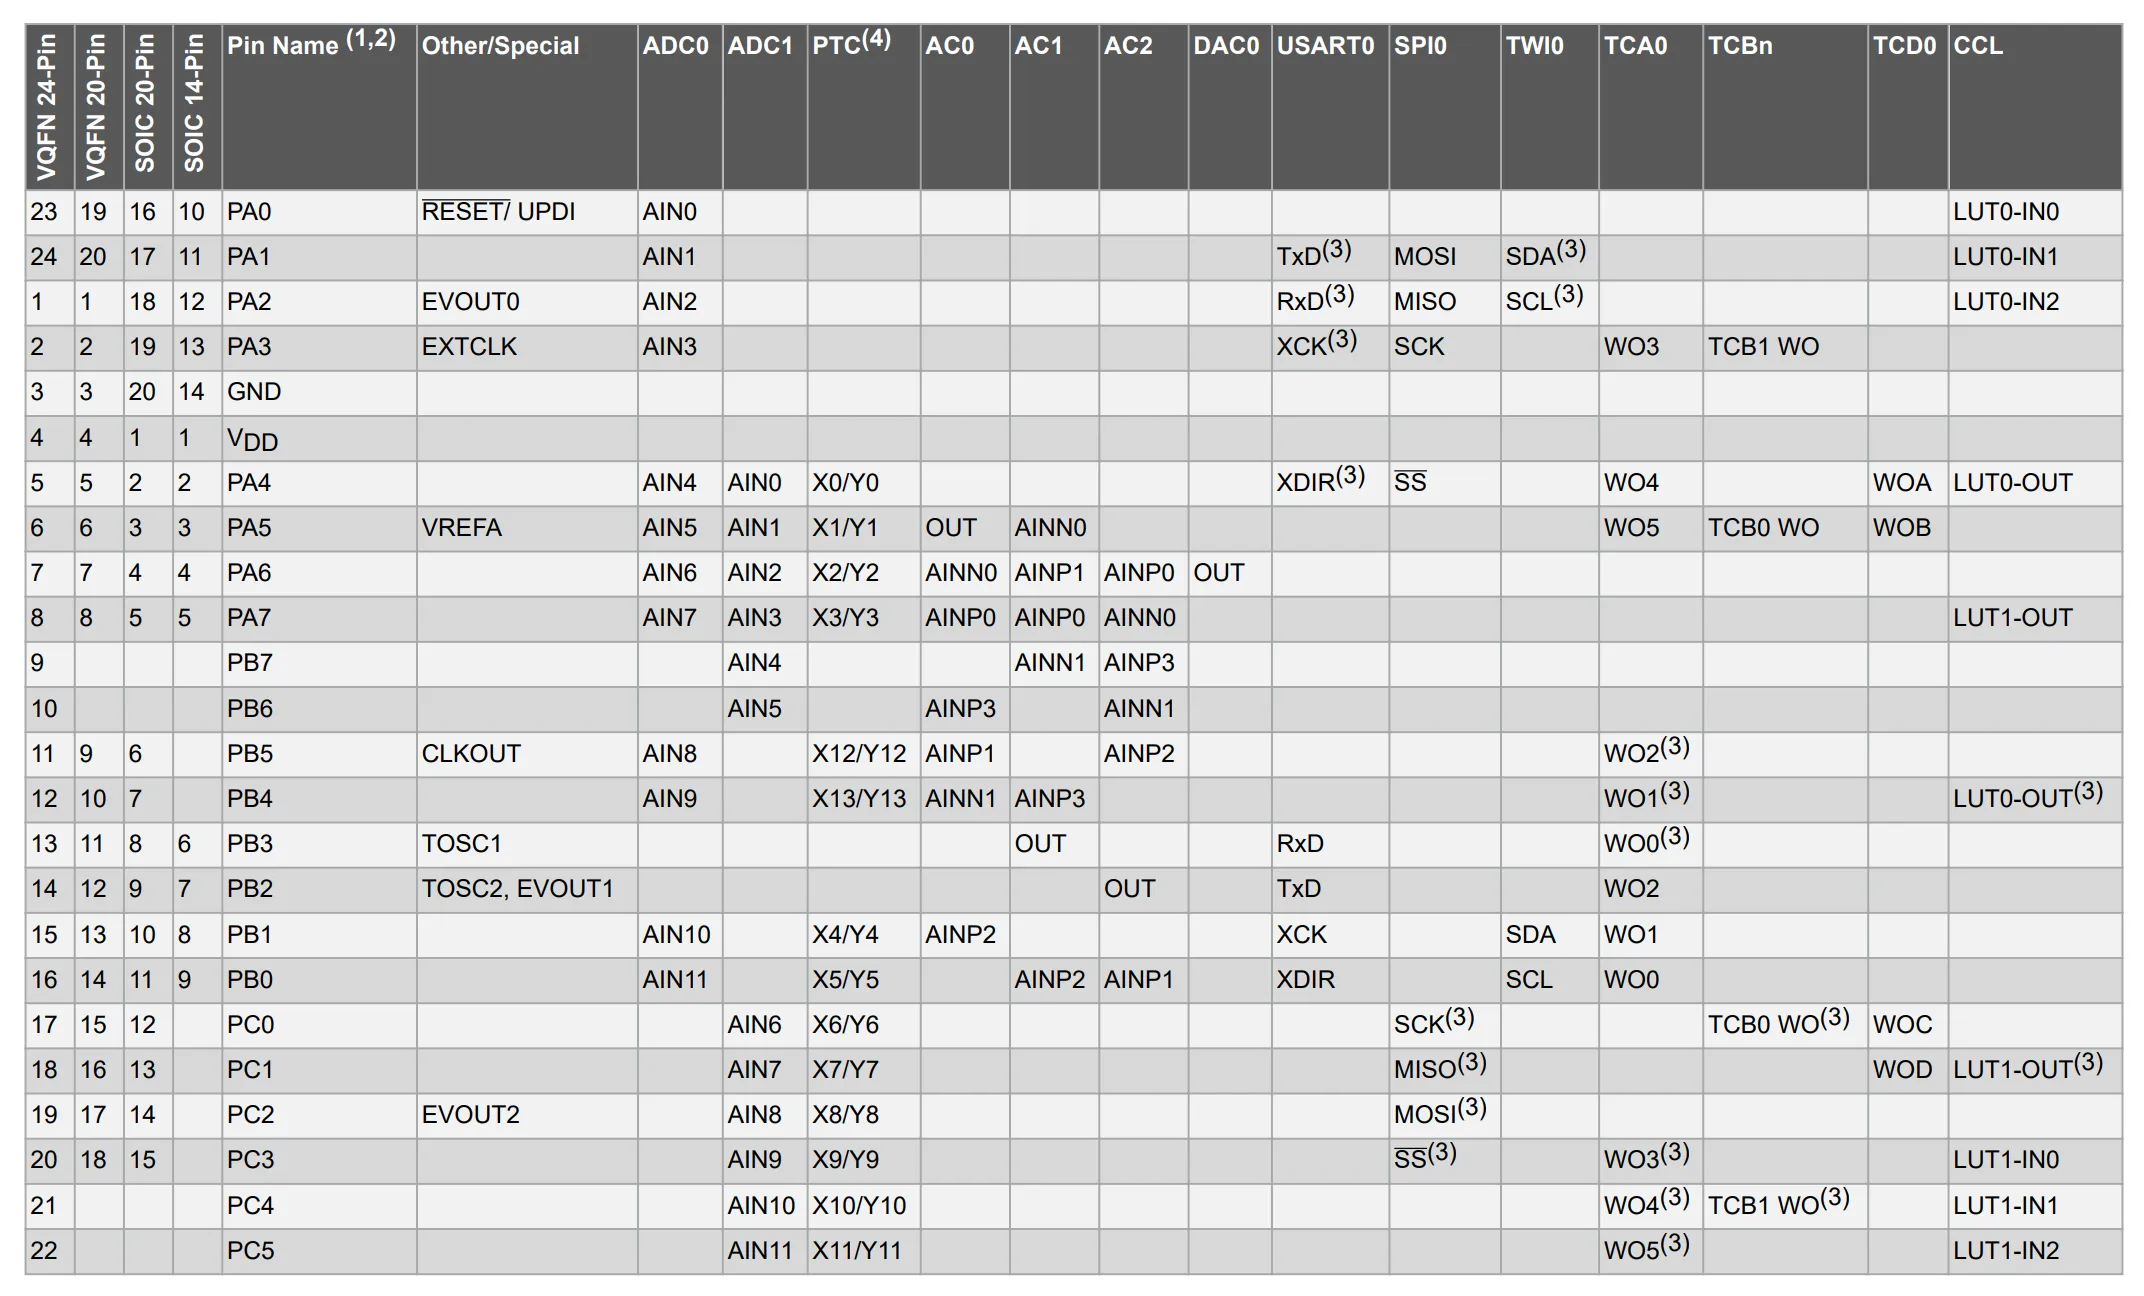 VQFN 24-Pin VQFN 20-Pin SOIC 20-Pin SOIC 14-Pin Pin Name (1,2) Other/Special ADC0 ADC1 PTC(4) AC0 AC1 AC2 DAC0 USART0 SPI0 TWI0 TCA0 TCBn TCD0 CCL
23 19 16 10 PA0 RESET/ UPDI AIN0 LUT0-IN0
24 20 17 11 PA1 AIN1 TxD(3) MOSI SDA(3) LUT0-IN1
1 1 18 12 PA2 EVOUT0 AIN2 RxD(3) MISO SCL(3) LUT0-IN2
2 2 19 13 PA3 EXTCLK AIN3 XCK(3) SCK WO3 TCB1 WO
3 3 20 14 GND
4 4 1 1 VDD
5 5 2 2 PA4 AIN4 AIN0 X0/Y0 XDIR(3) SS WO4 WOA LUT0-OUT
6 6 3 3 PA5 VREFA AIN5 AIN1 X1/Y1 OUT AINN0 WO5 TCB0 WO WOB
7 7 4 4 PA6 AIN6 AIN2 X2/Y2 AINN0 AINP1 AINP0 OUT
8 8 5 5 PA7 AIN7 AIN3 X3/Y3 AINP0 AINP0 AINN0 LUT1-OUT
9 PB7 AIN4 AINN1 AINP3
10 PB6 AIN5 AINP3 AINN1
11 9 6 PB5 CLKOUT AIN8 X12/Y12 AINP1 AINP2 WO2(3)
12 10 7 PB4 AIN9 X13/Y13 AINN1 AINP3 WO1(3) LUT0-OUT(3)
13 11 8 6 PB3 TOSC1 OUT RxD WO0(3)
14 12 9 7 PB2 TOSC2, EVOUT1 OUT TxD WO2
15 13 10 8 PB1 AIN10 X4/Y4 AINP2 XCK SDA WO1
16 14 11 9 PB0 AIN11 X5/Y5 AINP2 AINP1 XDIR SCL WO0
17 15 12 PC0 AIN6 X6/Y6 SCK(3) TCB0 WO(3) WOC
18 16 13 PC1 AIN7 X7/Y7 MISO(3) WOD LUT1-OUT(3)
19 17 14 PC2 EVOUT2 AIN8 X8/Y8 MOSI(3)
20 18 15 PC3 AIN9 X9/Y9 SS(3) WO3(3) LUT1-IN0
21 PC4 AIN10 X10/Y10 WO4(3) TCB1 WO(3) LUT1-IN1
22 PC5 AIN11 X11/Y11 WO5(3) LUT1-IN2